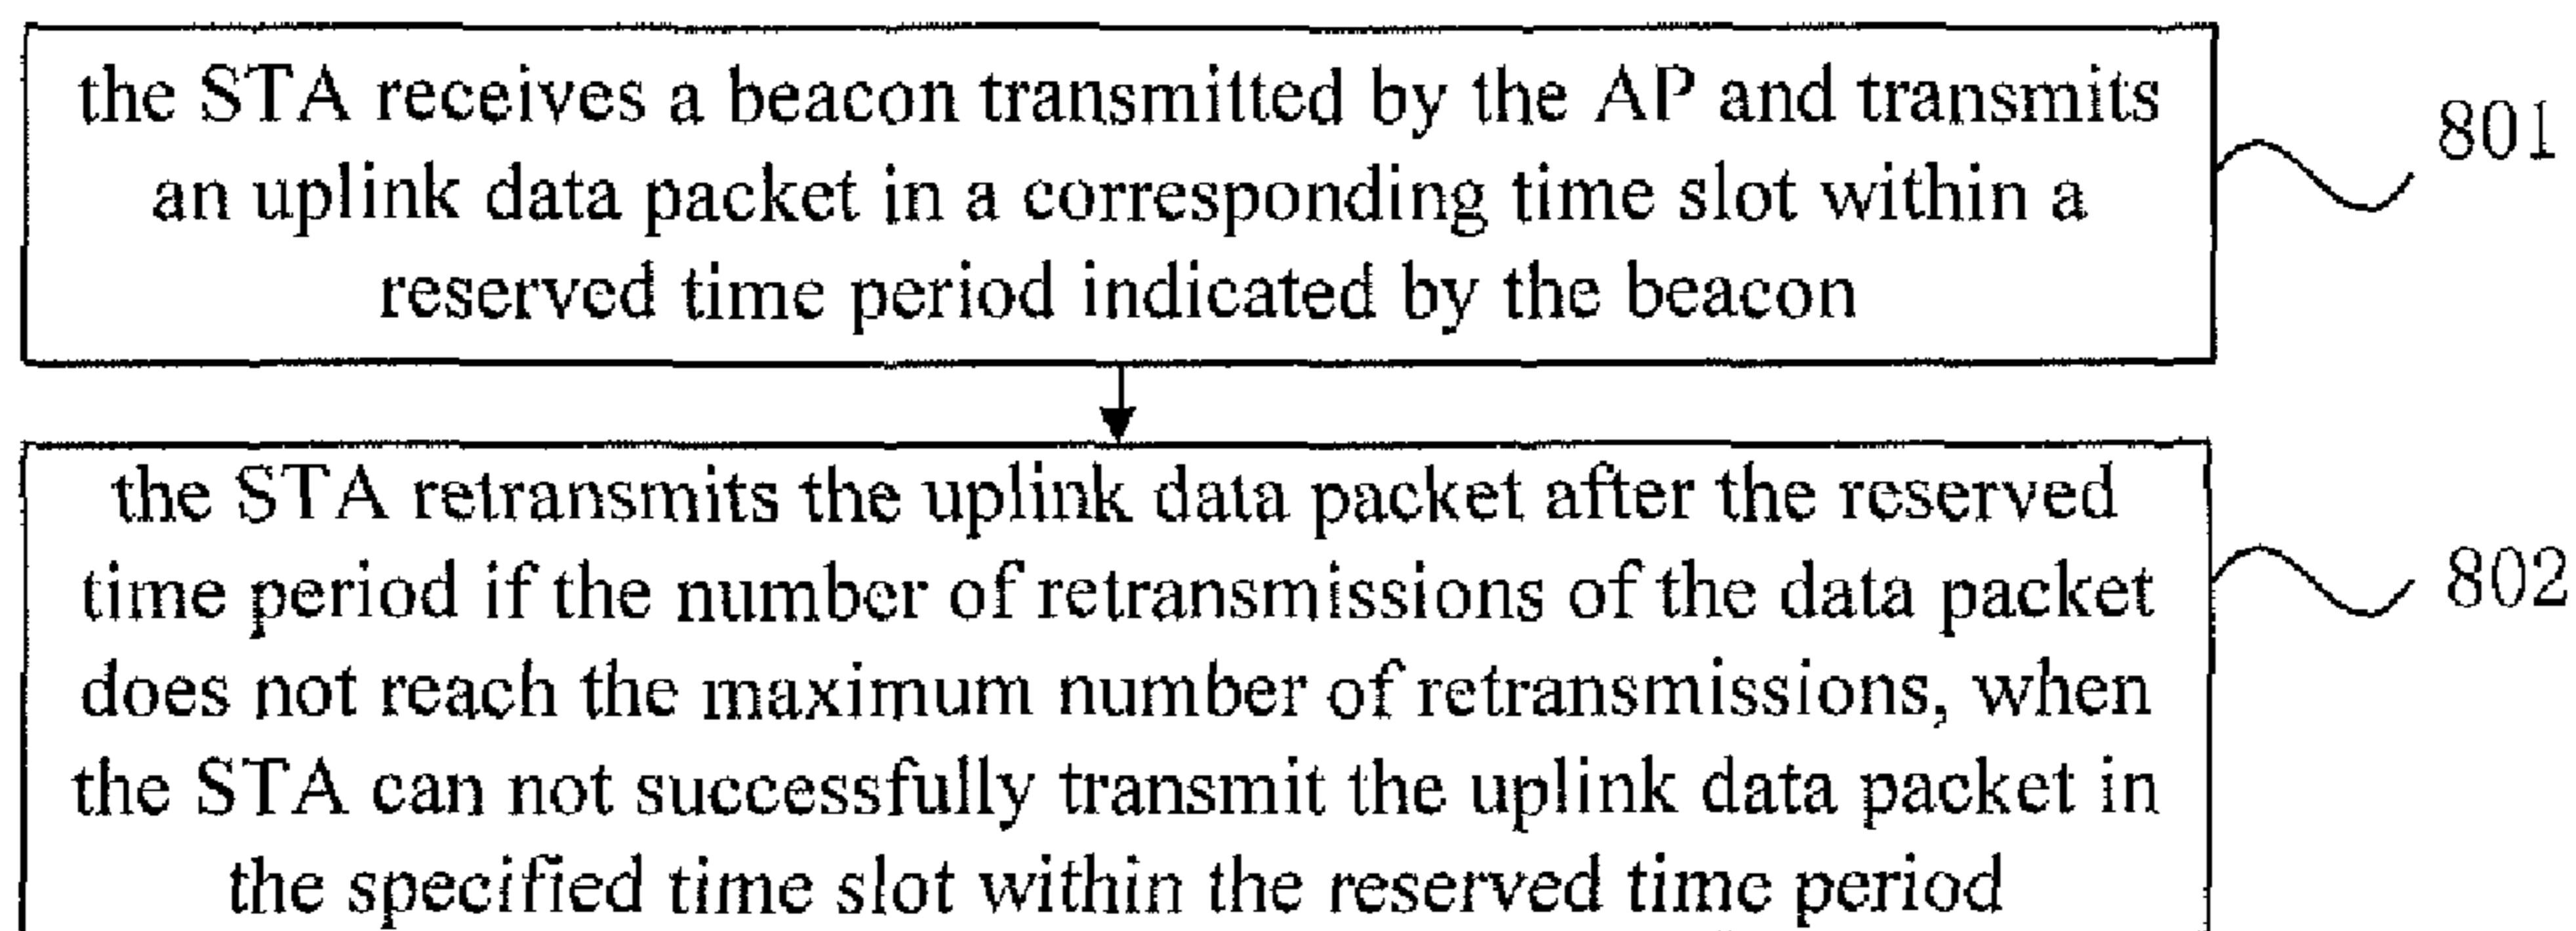 the STA receives a beacon transmitted by the AP and transmits
an uplink data packet in a corresponding time slot within a
reserved time period indicated by the beacon
801
the STA retransmits the uplink data packet after the reserved
time period if the number of retransmissions of the data packet
does not reach the maximum number of retransmissions, when
the STA can not successfully transmit the uplink data packet in
the specified time slot within the reserved time period
802